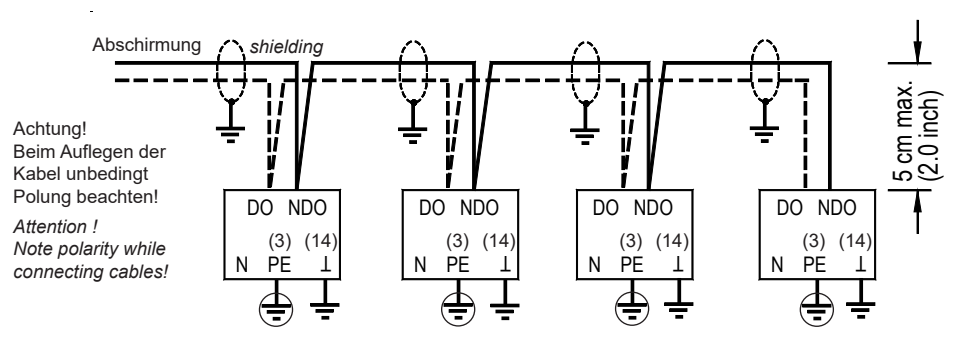 Abschirmung shielding
Achtung!
Beim Auflegen der
Kabel unbedingt
Polung beachten!
Attention !
Note polarity while
connecting cables!
DO NDO
(3) (14)
N PE ⊥
DO NDO
(3) (14)
N PE ⊥
DO NDO
(3) (14)
N PE ⊥
DO NDO
(3) (14)
N PE ⊥
5 cm max.
(2.0 inch)